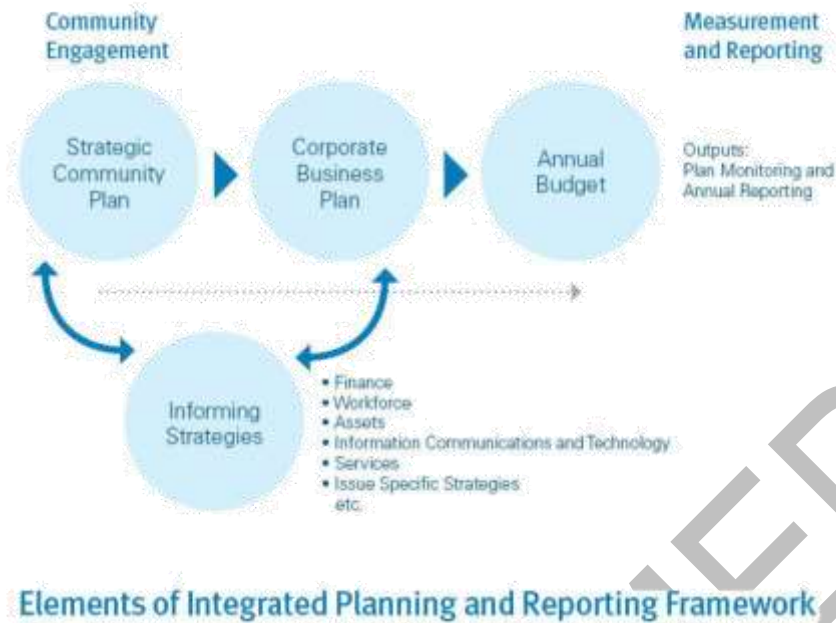 Community
Engagement
Measurement
and Reporting
Strategic
Community
Plan
Corporate
Business
Plan
Annual
Budget
Outputs:
Plan Monitoring and
Annual Reporting
Informing
Strategies
• Finance
• Workforce
• Assets
• Information Communications and Technology
• Services
• Issue Specific Strategies
etc.
Elements of Integrated Planning and Reporting Framework